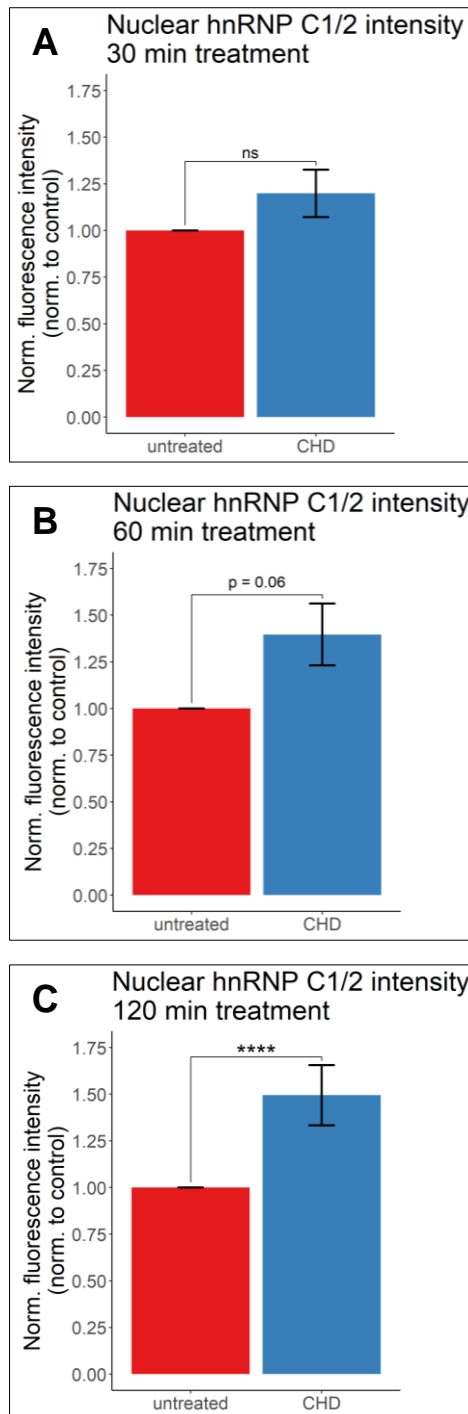 A
Nuclear hnRNP C1/2 intensity
30 min treatment
Norm. fluorescence intensity
(norm. to control)
1.75
1.50
1.25
1.00
0.75
0.50
0.25
0.00
ns
untreated CHD
B
Nuclear hnRNP C1/2 intensity
60 min treatment
Norm. fluorescence intensity
(norm. to control)
1.75
1.50
1.25
1.00
0.75
0.50
0.25
0.00
p = 0.06
untreated CHD
C
Nuclear hnRNP C1/2 intensity
120 min treatment
Norm. fluorescence intensity
(norm. to control)
1.75
1.50
1.25
1.00
0.75
0.50
0.25
0.00
****
untreated CHD